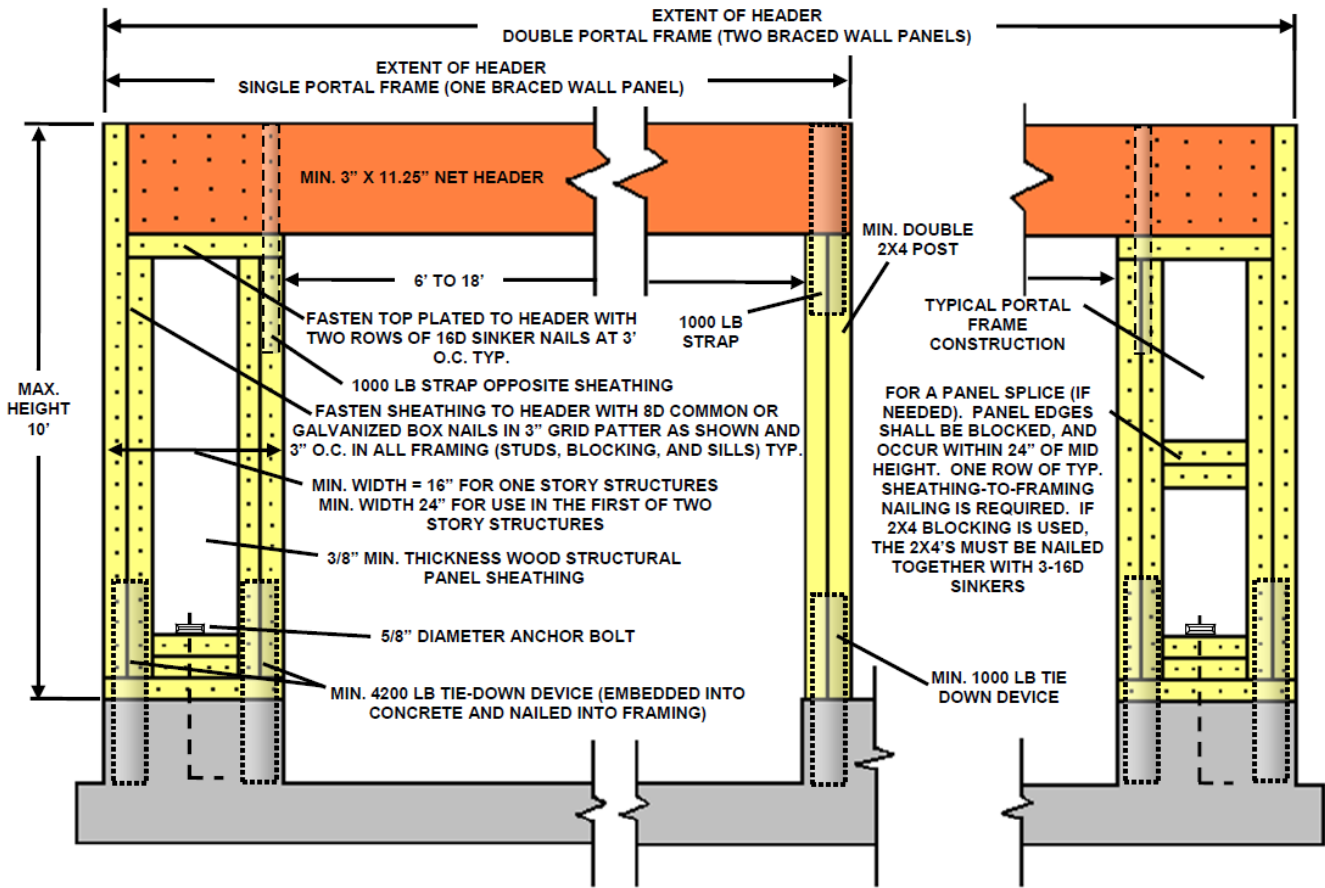 EXTENT OF HEADER
DOUBLE PORTAL FRAME (TWO BRACED WALL PANELS)
EXTENT OF HEADER
SINGLE PORTAL FRAME (ONE BRACED WALL PANEL)
MIN. 3” X 11.25” NET HEADER
MIN. DOUBLE
2X4 POST
6’ TO 18’
FASTEN TOP PLATED TO HEADER WITH
TWO ROWS OF 16D SINKER NAILS AT 3’
O.C. TYP.
1000 LB
STRAP
TYPICAL PORTAL
FRAME
CONSTRUCTION
MAX.
HEIGHT
10’
1000 LB STRAP OPPOSITE SHEATHING
FASTEN SHEATHING TO HEADER WITH 8D COMMON OR
GALVANIZED BOX NAILS IN 3” GRID PATTER AS SHOWN AND
3” O.C. IN ALL FRAMING (STUDS, BLOCKING, AND SILLS) TYP.
FOR A PANEL SPLICE (IF
NEEDED). PANEL EDGES
SHALL BE BLOCKED, AND
OCCUR WITHIN 24” OF MID
HEIGHT. ONE ROW OF TYP.
SHEATHING-TO-FRAMING
NAILING IS REQUIRED. IF
2X4 BLOCKING IS USED,
THE 2X4’S MUST BE NAILED
TOGETHER WITH 3-16D
SINKERS
MIN. WIDTH = 16” FOR ONE STORY STRUCTURES
MIN. WIDTH 24” FOR USE IN THE FIRST OF TWO
STORY STRUCTURES
3/8” MIN. THICKNESS WOOD STRUCTURAL
PANEL SHEATHING
5/8” DIAMETER ANCHOR BOLT
MIN. 4200 LB TIE-DOWN DEVICE (EMBEDDED INTO
CONCRETE AND NAILED INTO FRAMING)
MIN. 1000 LB TIE
DOWN DEVICE